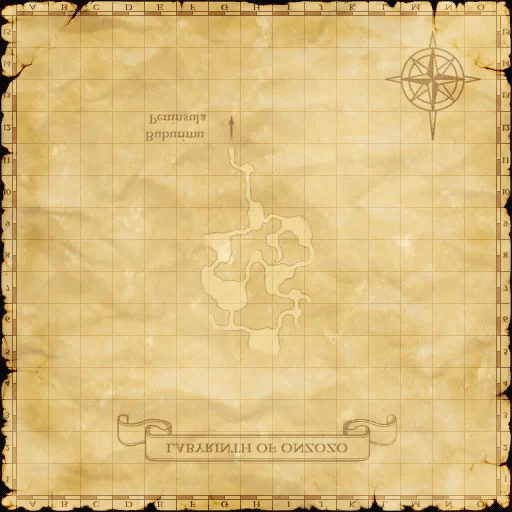 A B C D E F G H I J K L M N O
LABYRINTH OF ONZOZO
Buburimu
Peninsula
A B C D E F G H I J K L M N O